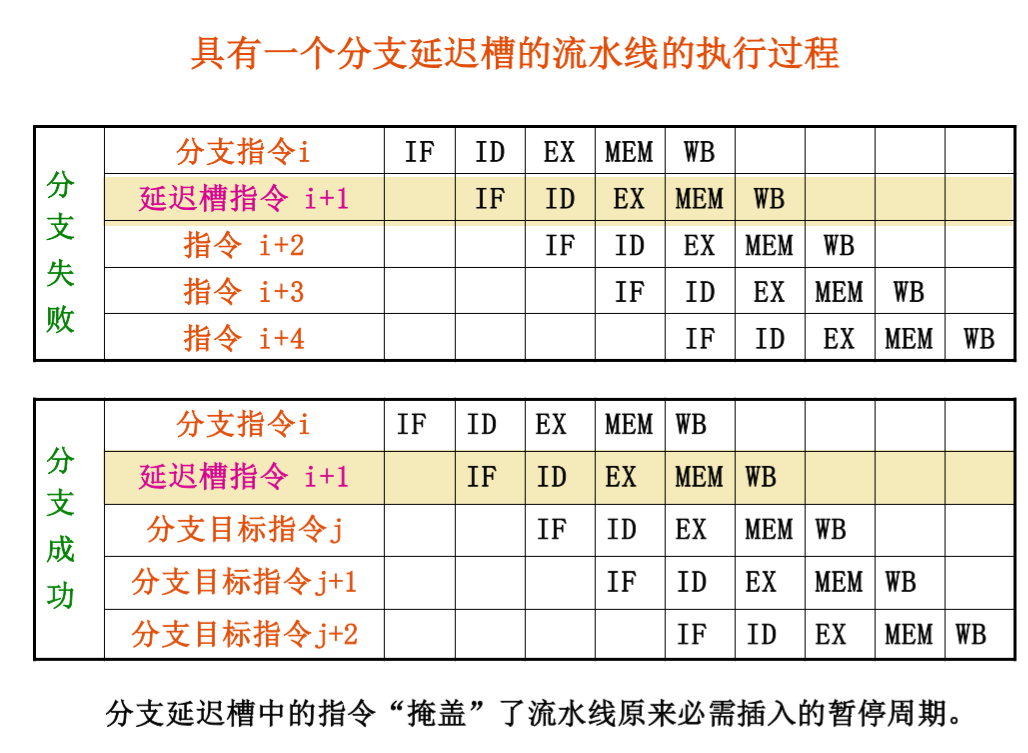 具有一个分支延迟槽的流水线的执行过程
分支失败
分支指令i IF ID EX MEM WB
延迟槽指令 i+1 IF ID EX MEM WB
指令 i+2 IF ID EX MEM WB
指令 i+3 IF ID EX MEM WB
指令 i+4 IF ID EX MEM WB
分支成功
分支指令i IF ID EX MEM WB
延迟槽指令 i+1 IF ID EX MEM WB
分支目标指令j IF ID EX MEM WB
分支目标指令j+1 IF ID EX MEM WB
分支目标指令j+2 IF ID EX MEM WB
分支延迟槽中的指令“掩盖”了流水线原来必需插入的暂停周期。